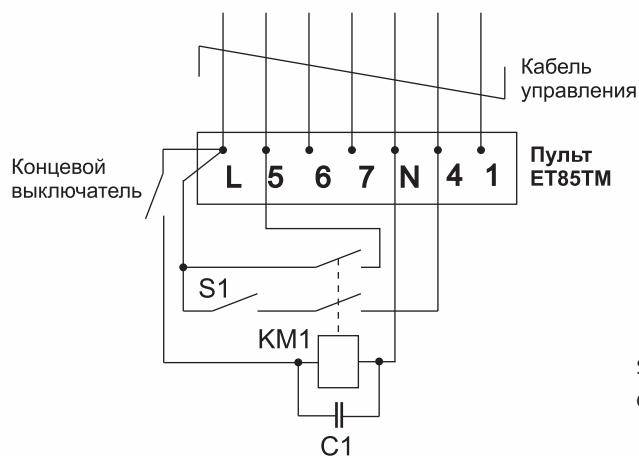 Кабель
управления
Концевой
выключатель
L 5 6 7 N 4 1
Пульт
ET85TM
S1
KM1
C1